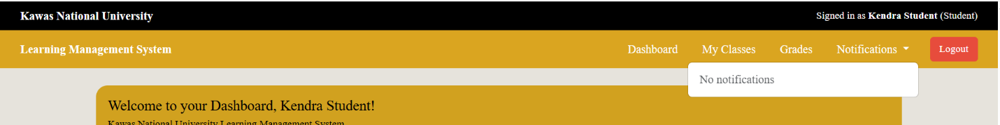 Kawas National University
Signed in as Kendra Student (Student)
Learning Management System
Dashboard
My Classes
Grades
Notifications
Logout
No notifications
Welcome to your Dashboard, Kendra Student!
Kawas National University Learning Management System